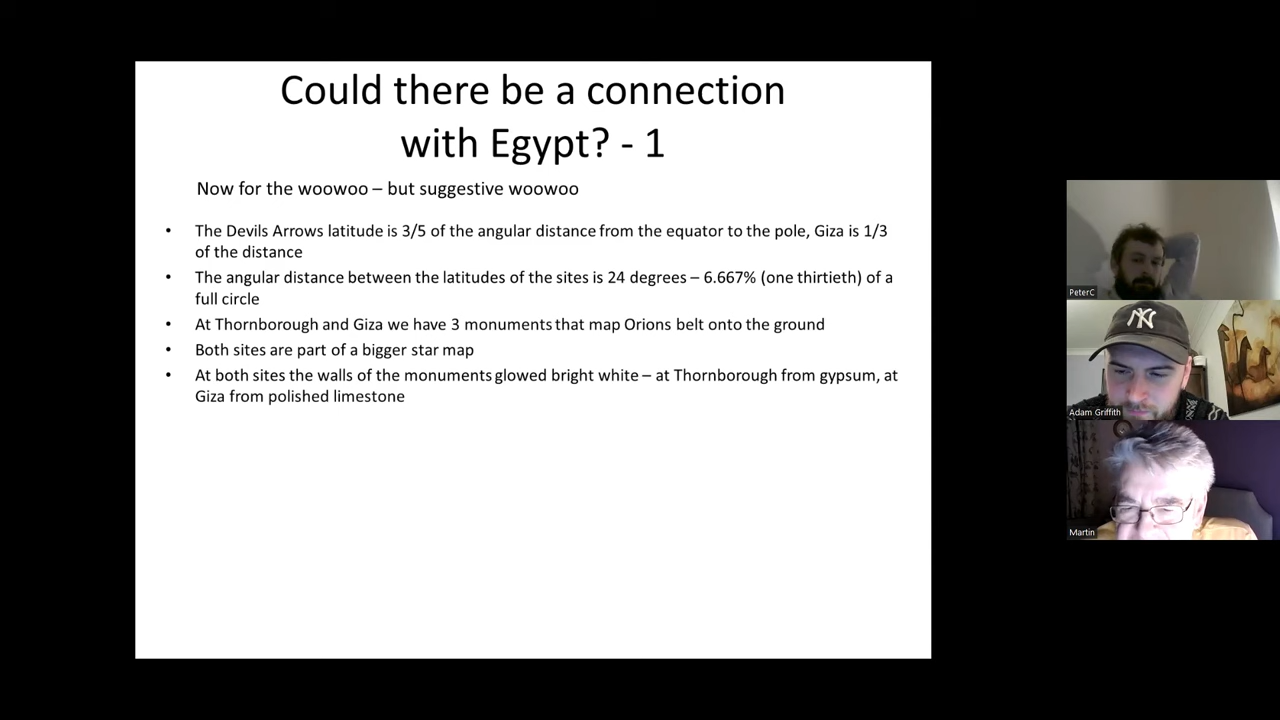 Could there be a connection
with Egypt? - 1
Now for the woowoo – but suggestive woowoo
• The Devils Arrows latitude is 3/5 of the angular distance from the equator to the pole, Giza is 1/3
of the distance
• The angular distance between the latitudes of the sites is 24 degrees – 6.667% (one thirtieth) of a
full circle
• At Thornborough and Giza we have 3 monuments that map Orions belt onto the ground
• Both sites are part of a bigger star map
• At both sites the walls of the monuments glowed bright white – at Thornborough from gypsum, at
Giza from polished limestone
PeterC
NY
Adam Griffith
Martin